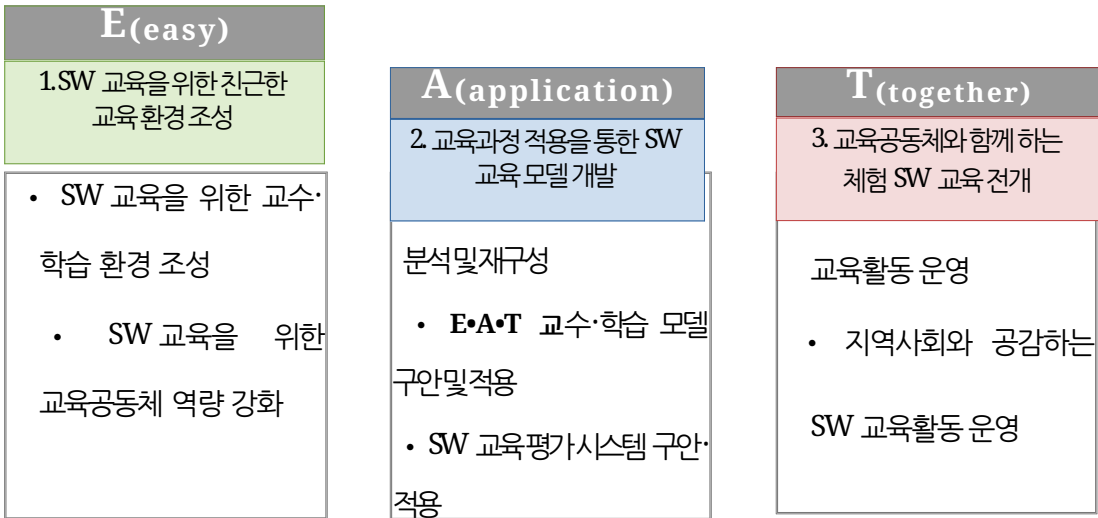 E(easy)
1.SW 교육을 위한 친근한
교육 환경 조성
• SW 교육을 위한 교수·
학습 환경 조성
• SW 교육을 위한
교육공동체 역량 강화
A(application)
2. 교육과정 적용을 통한 SW
교육 모델 개발
분석 및 재구성
• E•A•T 교수·학습 모델
구안 및 적용
• SW 교육평가 시스템 구안·
적용
T(together)
3. 교육공동체와 함께 하는
체험 SW 교육 전개
교육활동 운영
• 지역사회와 공감하는
SW 교육활동 운영